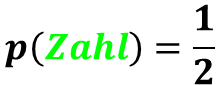 p(Zahl) = 1/2